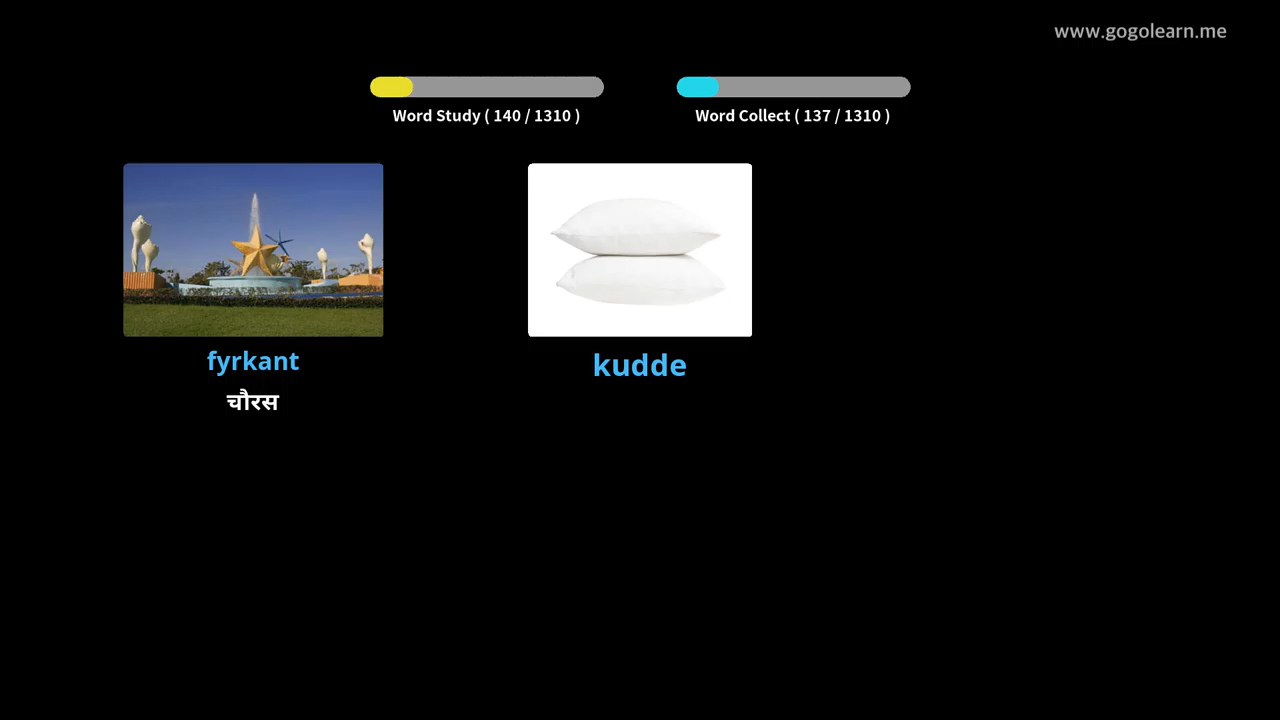 www.gogolearn.me
Word Study ( 140 / 1310 )
Word Collect ( 137 / 1310 )
fyrkant
चौरस
kudde